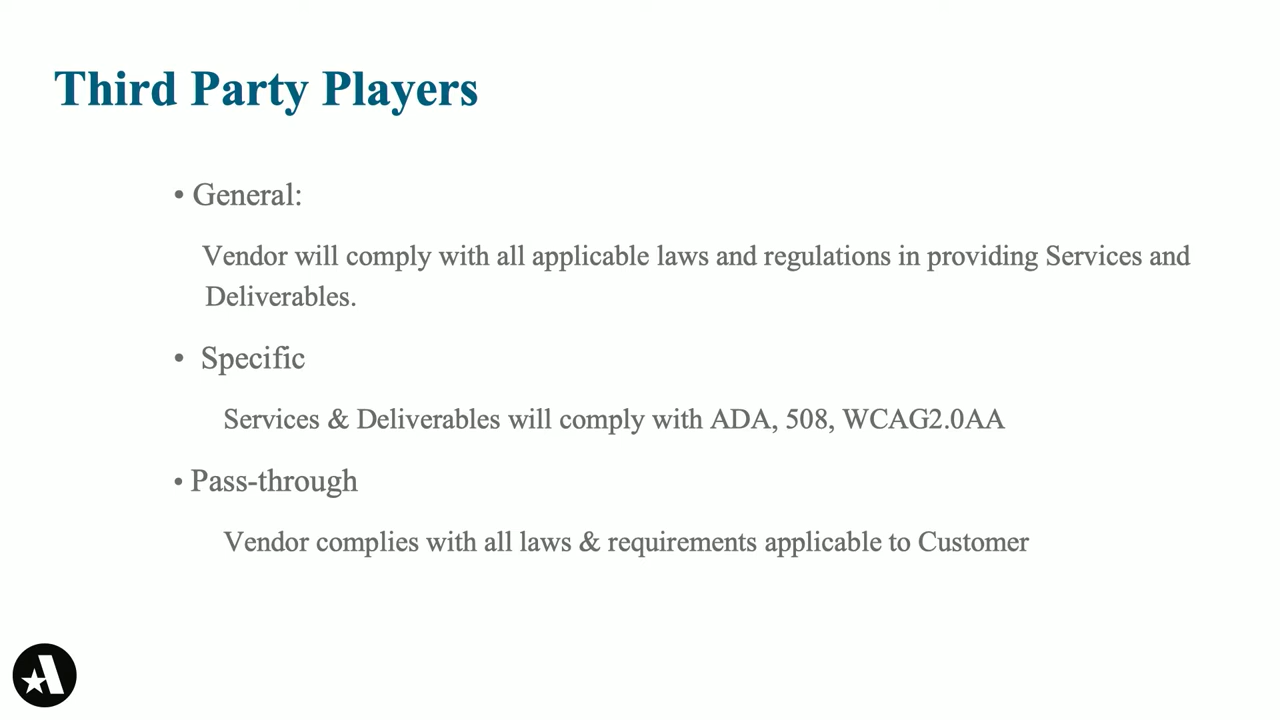 Third Party Players
• General:
Vendor will comply with all applicable laws and regulations in providing Services and
Deliverables.
• Specific
Services & Deliverables will comply with ADA, 508, WCAG2.0AA
• Pass-through
Vendor complies with all laws & requirements applicable to Customer
A